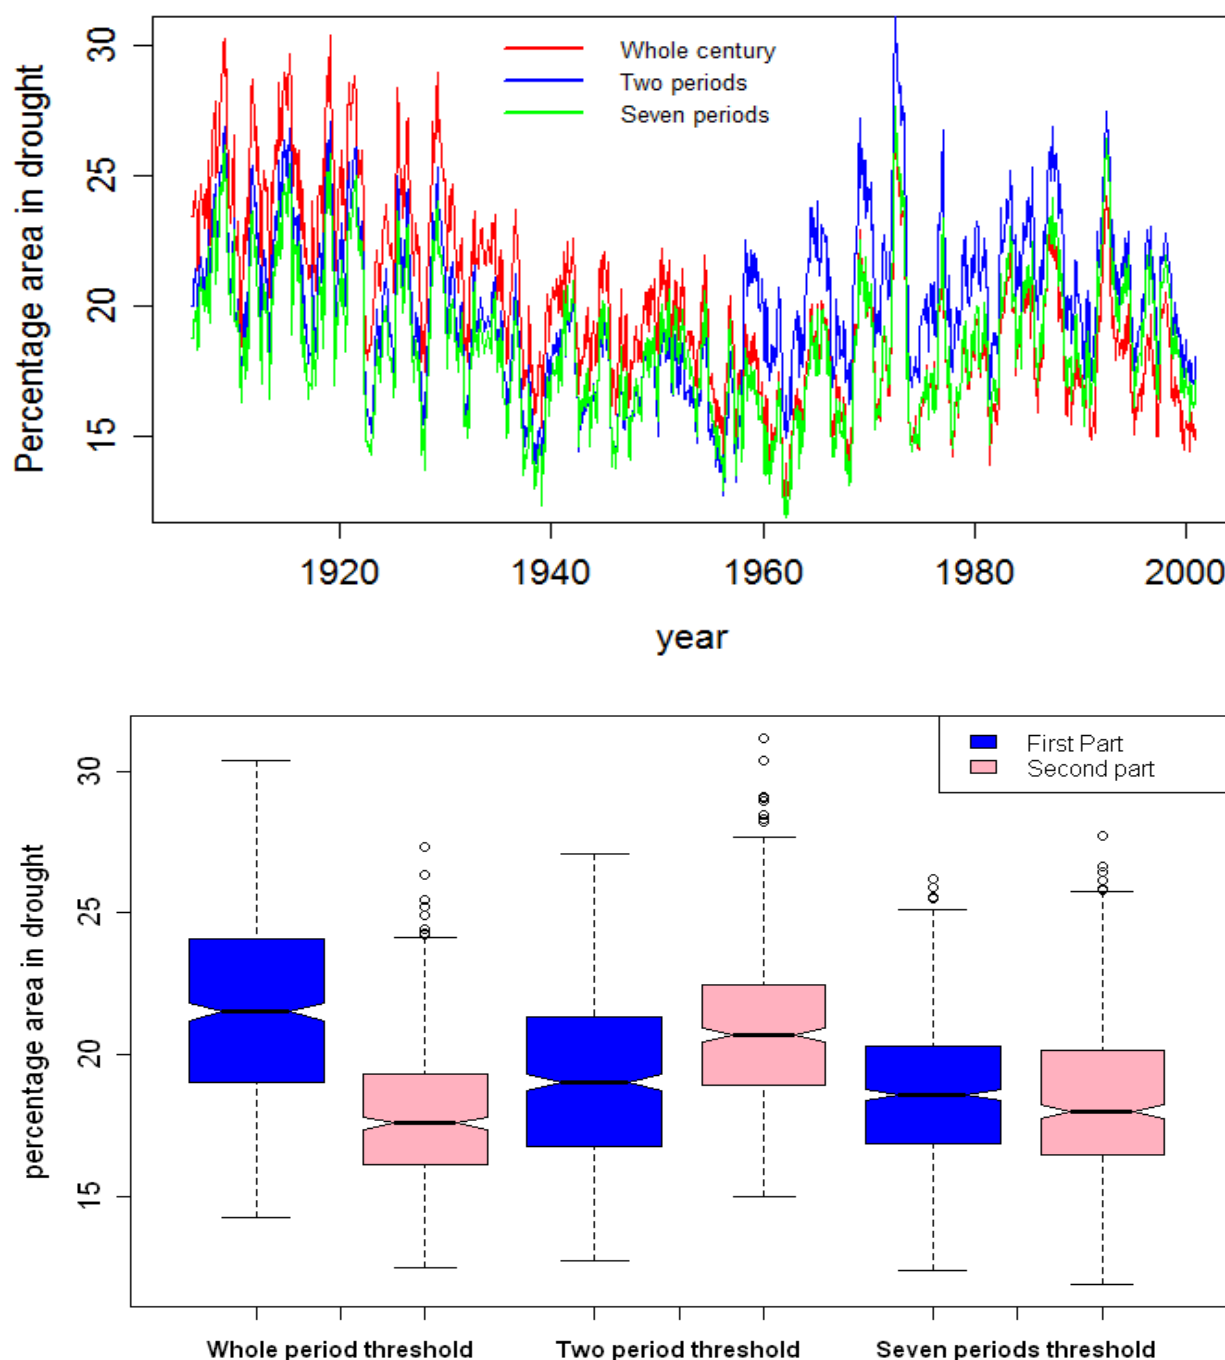 Percentage area in drought
30
25
20
15
Whole century
Two periods
Seven periods
1920 1940 1960 1980 2000
year
percentage area in drought
30
25
20
15
First Part
Second part
Whole period threshold Two period threshold Seven periods threshold